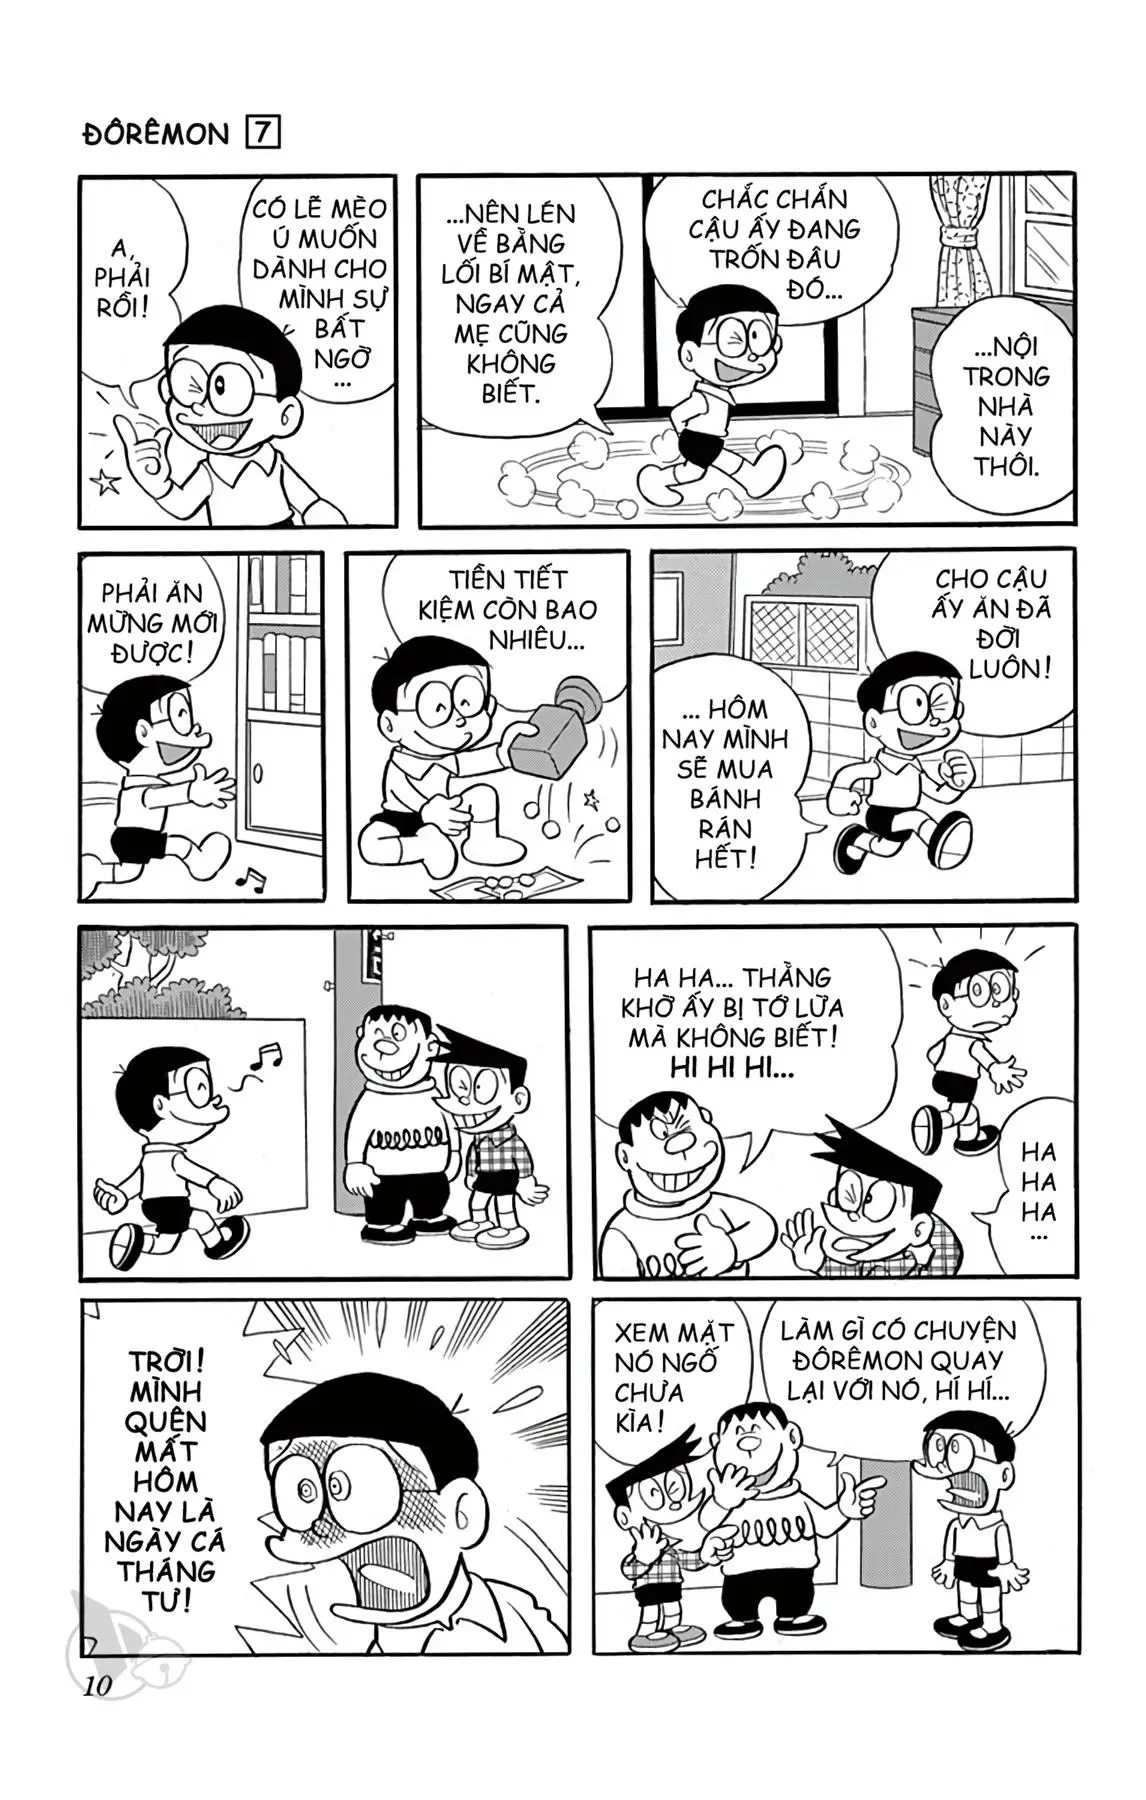 ĐÔRÊMON 7
A,
PHẢI
RỒI!
CÓ LẼ MÈO
Ú MUỐN
DÀNH CHO
MÌNH SỰ
BẤT
NGỜ
...
...NÊN LÉN
VỀ BẰNG
LỐI BÍ MẬT,
NGAY CẢ
MẸ CŨNG
KHÔNG
BIẾT.
CHẮC CHẮN
CẬU ẤY ĐANG
TRỐN ĐÂU
ĐÓ...
...NỘI
TRONG
NHÀ
NÀY
THÔI.
PHẢI ĂN
MỪNG MỚI
ĐƯỢC!
TIỀN TIẾT
KIỆM CÒN BAO
NHIÊU...
CHO CẬU
ẤY ĂN ĐÃ
ĐỜI
LUÔN!
... HÔM
NAY MÌNH
SẼ MUA
BÁNH
RÁN
HẾT!
HA HA... THẰNG
KHỜ ẤY BỊ TỚ LỪA
MÀ KHÔNG BIẾT!
HI HI HI...
HA
HA
HA
...
TRỜI!
MÌNH
QUÊN
MẤT
HÔM
NAY LÀ
NGÀY CÁ
THÁNG
TƯ!
XEM MẶT
NÓ NGỐ
CHƯA
KÌA!
LÀM GÌ CÓ CHUYỆN
ĐÔRÊMON QUAY
LẠI VỚI NÓ, HÍ HÍ...
10